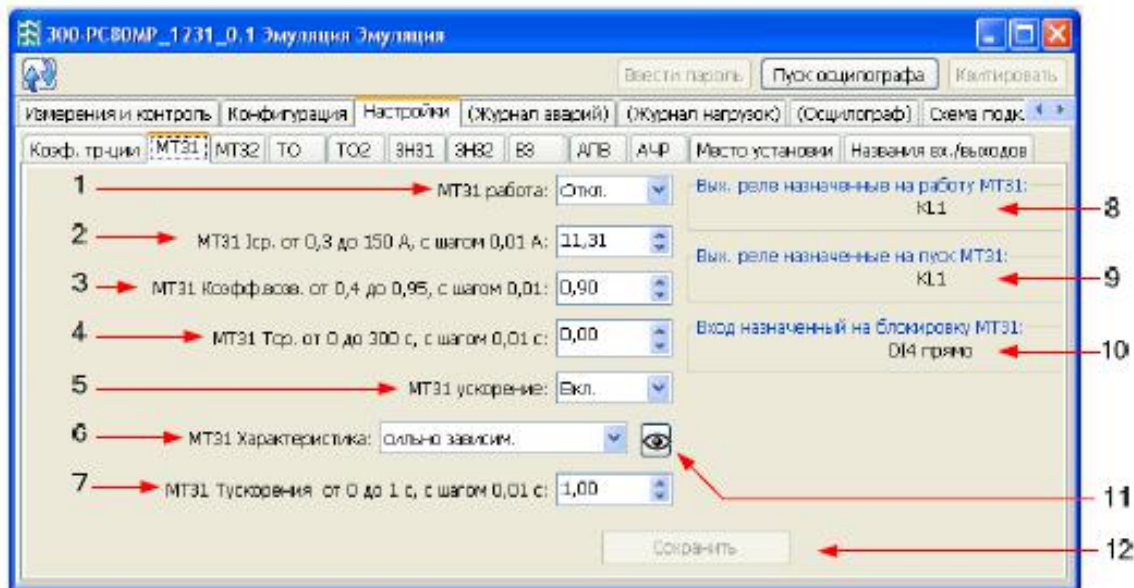 300-РС80МР_1231_0.1 Эмуляция Эмуляция
Ввести пароль Пуск осцилографа Квитировать
Измерения и контроль Конфигурация Настройки (Журнал аварий) (Журнал нагрузок) (Осцилограф) Схема подк.
Коэф. тр-ции МТЗ1 МТЗ2 ТО ТО2 ЗНЗ1 ЗНЗ2 ВЗ АПВ АЧР Место установки Названия вх./выходов
1 МТЗ1 работа: Откл.
Вых. реле назначенные на работу МТЗ1:
KL1 8
2 МТЗ1 Iср. от 0,3 до 150 А, с шагом 0,01 А: 11,31
Вых. реле назначенные на пуск МТЗ1:
KL1 9
3 МТЗ1 Коэфф.возв. от 0,4 до 0,95, с шагом 0,01: 0,90
4 МТЗ1 Тср. от 0 до 300 с, с шагом 0,01 с: 0,00
Вход назначенный на блокировку МТЗ1:
DI4 прямо 10
5 МТЗ1 ускорение: Вкл.
6 МТЗ1 Характеристика: сильно зависим.
7 МТЗ1 Тускорения от 0 до 1 с, с шагом 0,01 с: 1,00
11
Сохранить 12